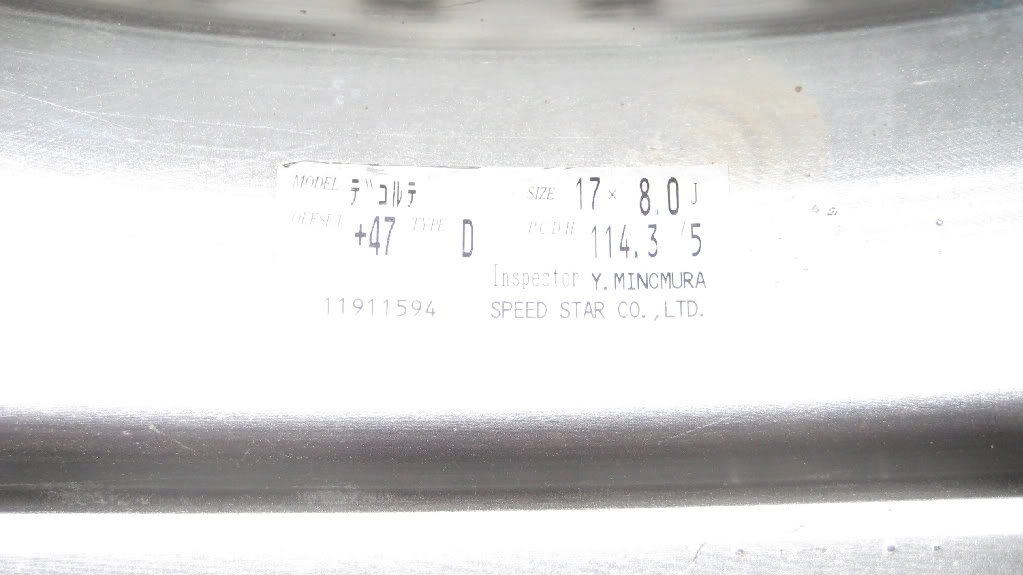 MODEL デコルテ SIZE 17 × 8.0 J
OFFSET +47 TYPE D P.C.D/H 114.3 / 5
Inspector Y.MINOMURA
11911594 SPEED STAR CO.,LTD.